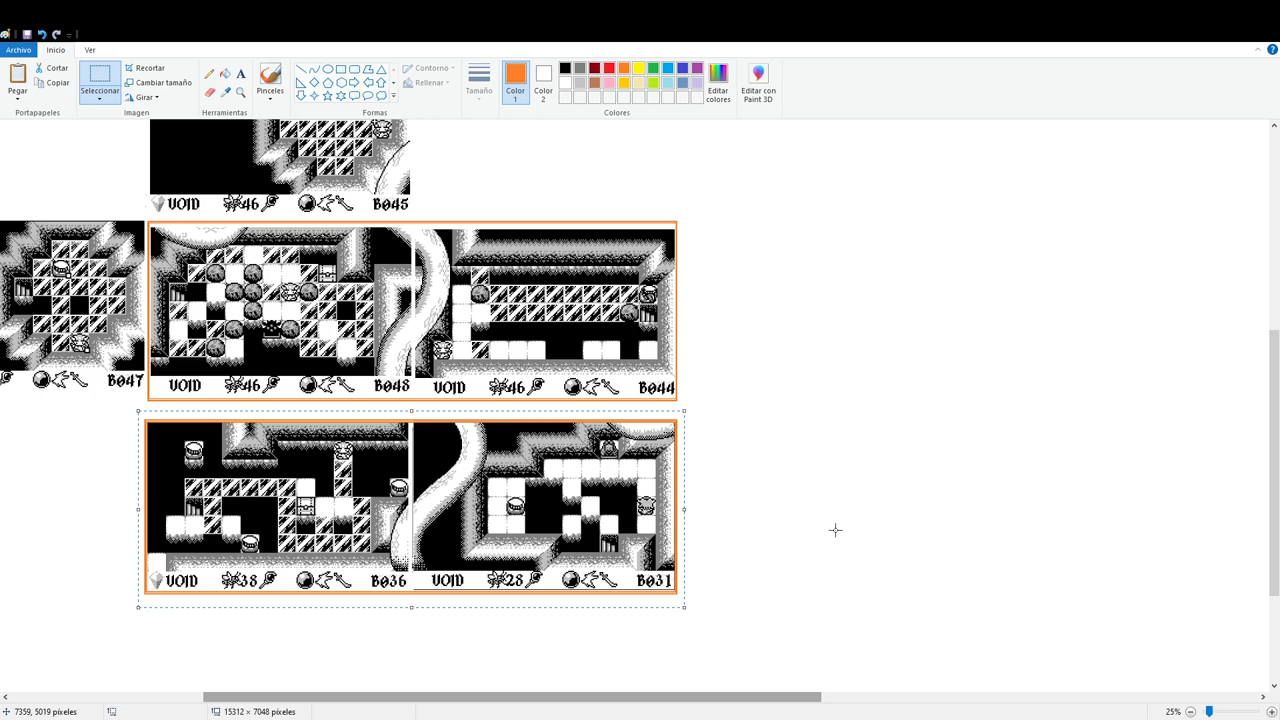 Archivo Inicio Ver
Pegar
Cortar
Copiar
Portapapeles
Seleccionar
Recortar
Cambiar tamaño
Girar
Imagen
A
Herramientas
Pinceles
Contorno
Rellenar
Formas
Tamaño
Color 1
Color 2
Editar colores
Colores
Editar con Paint 3D
VOID 46 B045
B047
VOID 46 B048
VOID 46 B044
VOID 38 B036
VOID 28 B031
7359, 5019 píxeles
15312 × 7048 píxeles
25%